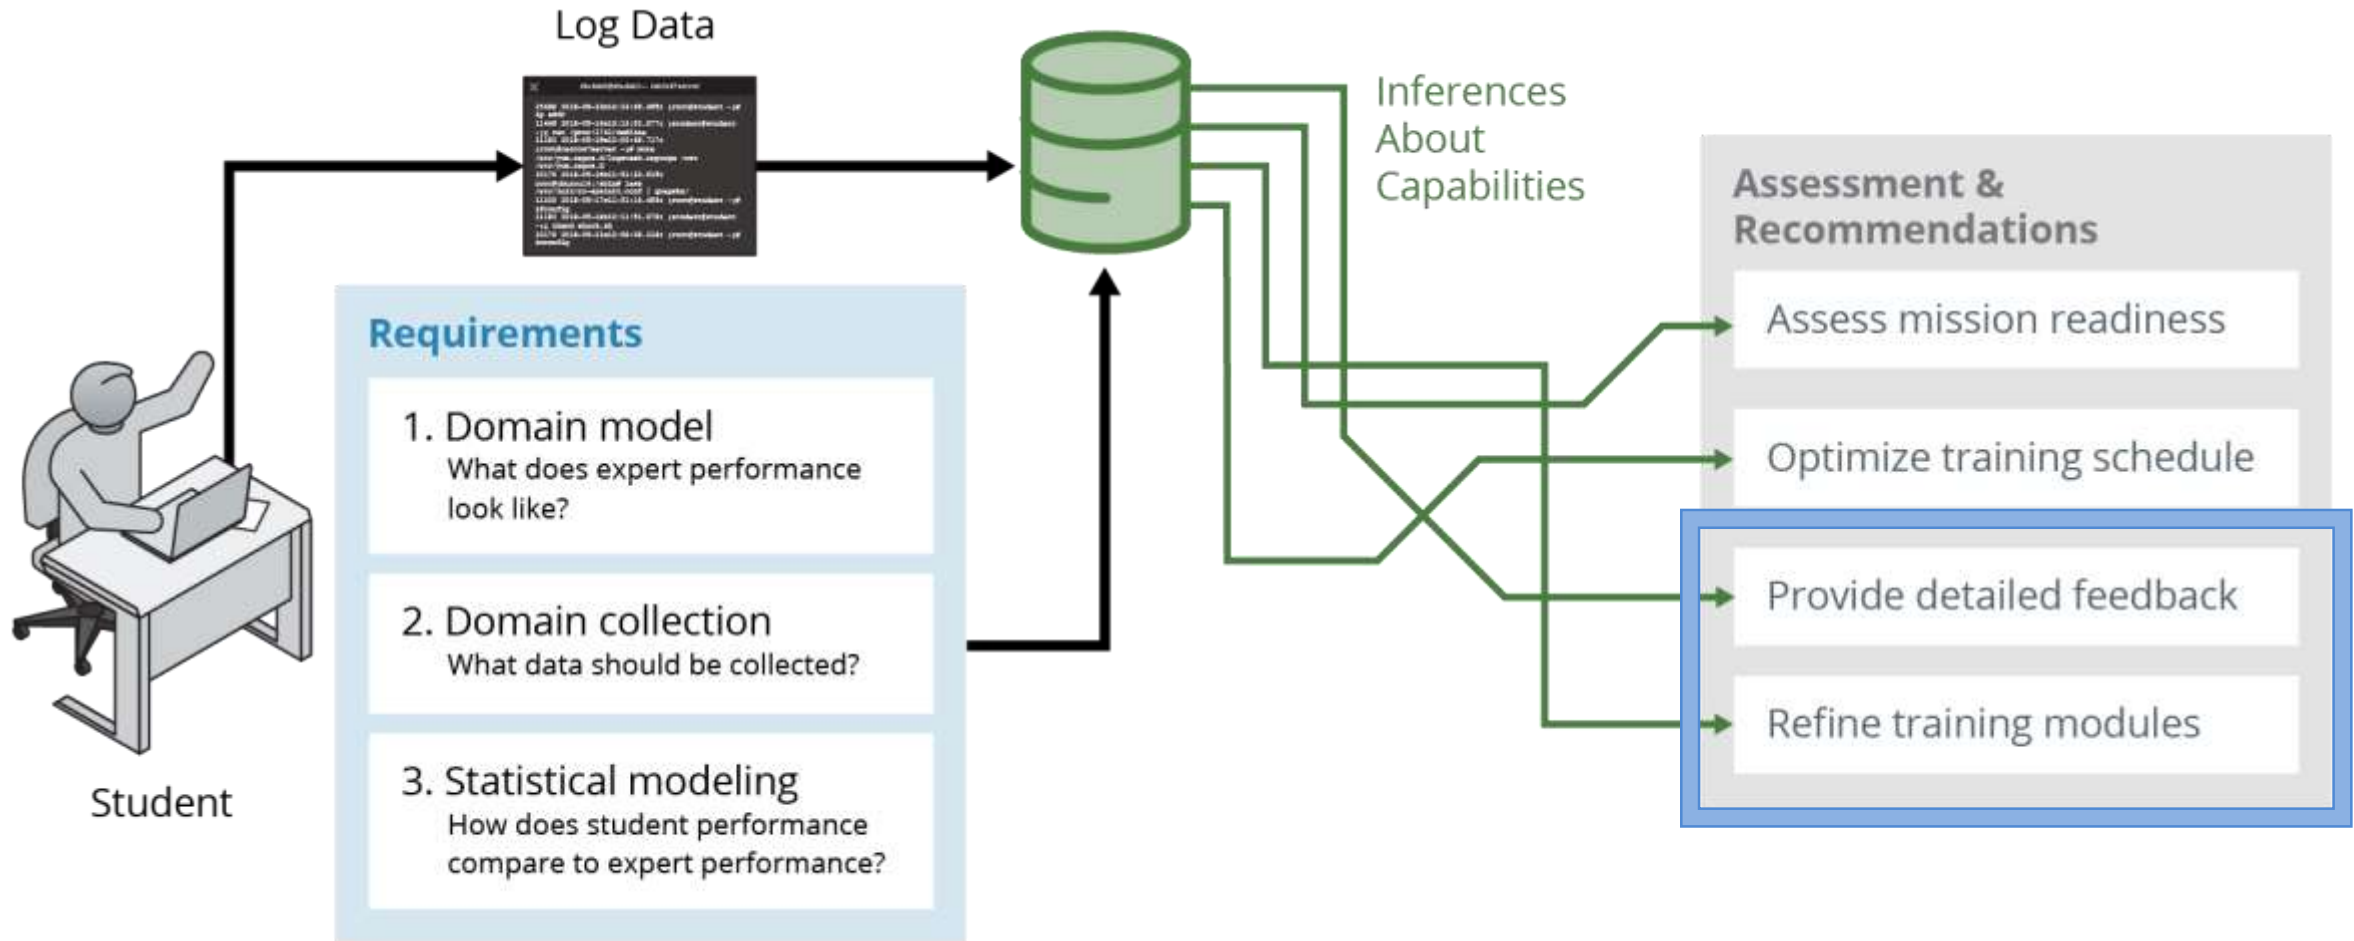 Log Data
Inferences
About
Capabilities
Assessment &
Recommendations
Assess mission readiness
Optimize training schedule
Provide detailed feedback
Refine training modules
Requirements
1. Domain model
What does expert performance
look like?
2. Domain collection
What data should be collected?
3. Statistical modeling
How does student performance
compare to expert performance?
Student